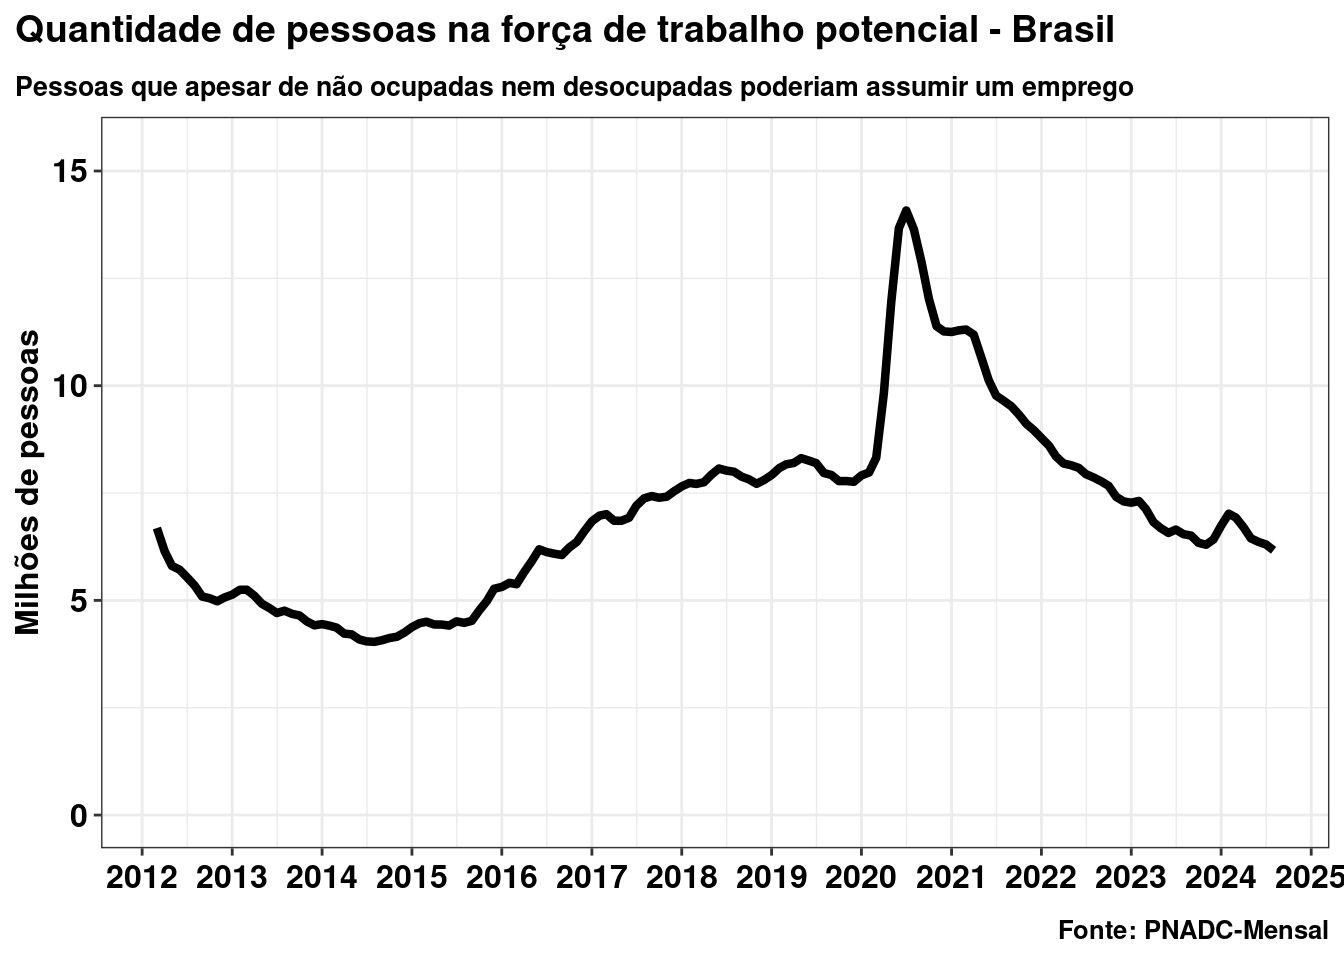 Quantidade de pessoas na força de trabalho potencial - Brasil
Pessoas que apesar de não ocupadas nem desocupadas poderiam assumir um emprego
Milhões de pessoas
15
10
5
0
2012 2013 2014 2015 2016 2017 2018 2019 2020 2021 2022 2023 2024 2025
Fonte: PNADC-Mensal